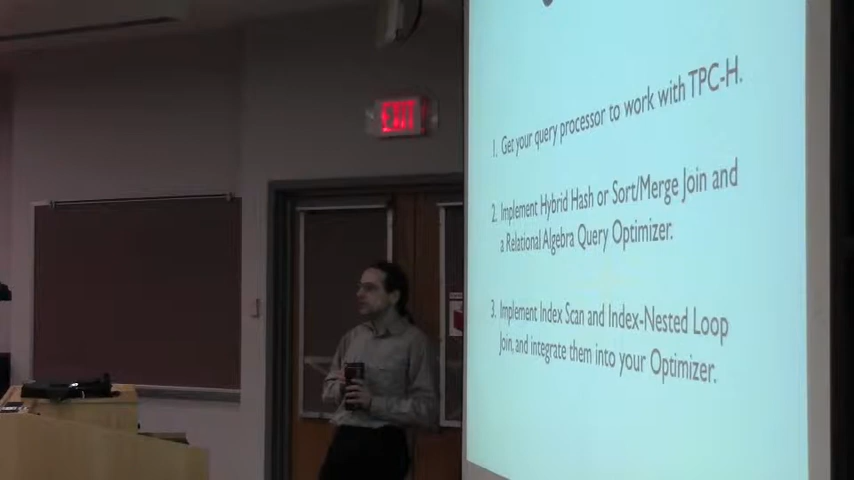 EXIT
1. Get your query processor to work with TPC-H.
2. Implement Hybrid Hash or Sort/Merge Join and
a Relational Algebra Query Optimizer.
3. Implement Index Scan and Index-Nested Loop
Join, and integrate them into your Optimizer.